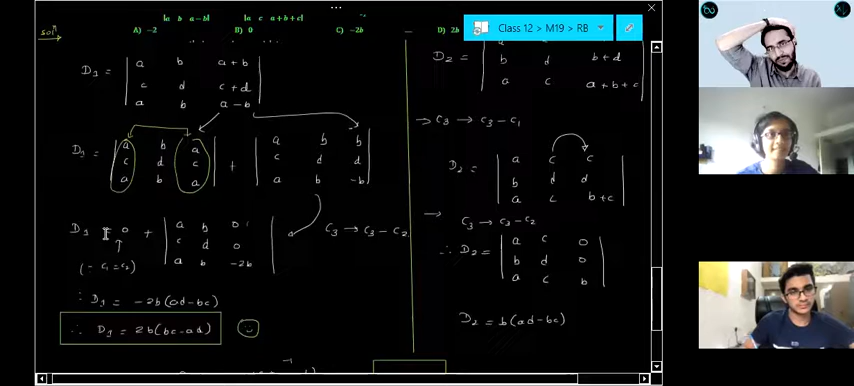 |a b a-b|
|a c a+b+c|
A) -2 B) 0 C) -2b D) 2b
Class 12 > M19 > RB
solⁿ
D₁ = | a b a+b |
| c d c+d |
| a b a-b |
D₁ = | a b a | + | a b b |
| c d c | | c d d |
| a b a | | a b -b |
D₁ = 0 + | a b 0 | C₃ → C₃ - C₂
| c d 0 |
| a b -2b |
(∵ C₁ = C₂)
∴ D₁ = -2b(ad-bc)
∴ D₁ = 2b(bc-ad)
D₂ = | b d b+d |
| a c a+b+c |
→ C₃ → C₃ - C₁
D₂ = | a c c |
| b d d |
| a c b+c |
→ C₃ → C₃ - C₂
∴ D₂ = | a c 0 |
| b d 0 |
| a c b |
D₂ = b(ad-bc)